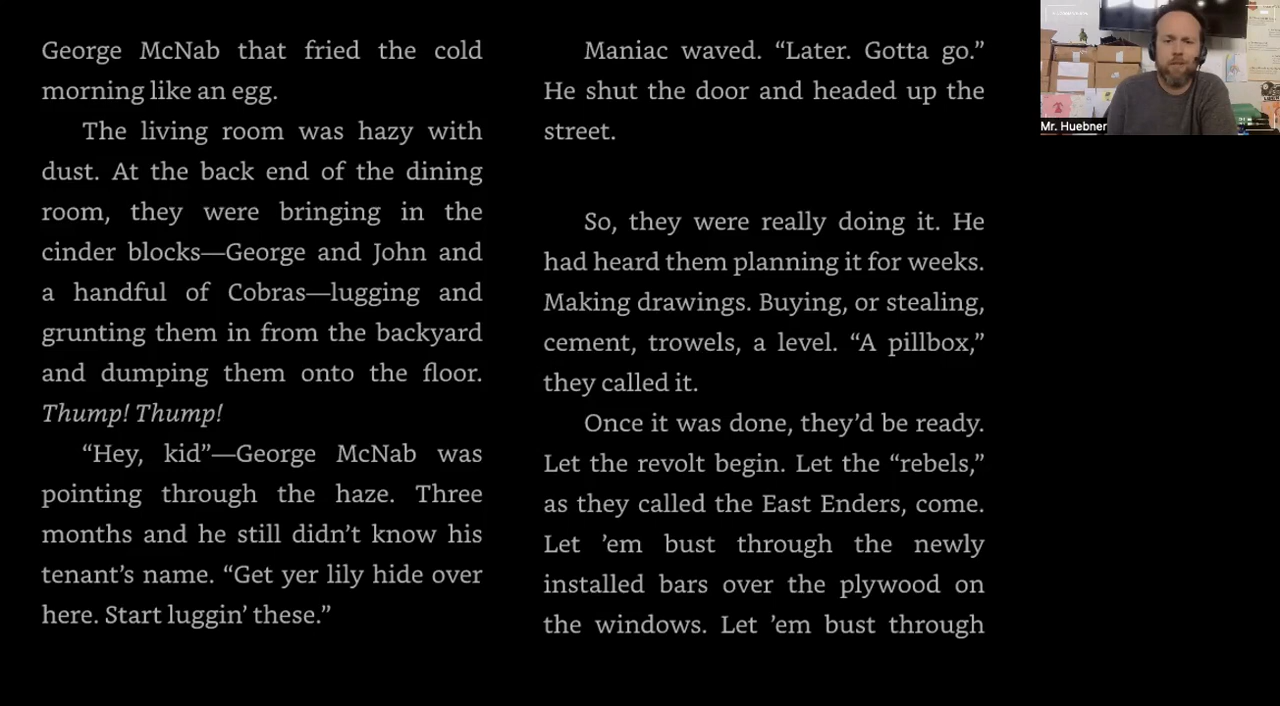 George McNab that fried the cold
morning like an egg.
The living room was hazy with
dust. At the back end of the dining
room, they were bringing in the
cinder blocks—George and John and
a handful of Cobras—lugging and
grunting them in from the backyard
and dumping them onto the floor.
Thump! Thump!
“Hey, kid”—George McNab was
pointing through the haze. Three
months and he still didn’t know his
tenant’s name. “Get yer lily hide over
here. Start luggin’ these.”
Maniac waved. “Later. Gotta go.”
He shut the door and headed up the
street.
So, they were really doing it. He
had heard them planning it for weeks.
Making drawings. Buying, or stealing,
cement, trowels, a level. “A pillbox,”
they called it.
Once it was done, they’d be ready.
Let the revolt begin. Let the “rebels,”
as they called the East Enders, come.
Let ’em bust through the newly
installed bars over the plywood on
the windows. Let ’em bust through
Mr. Huebner